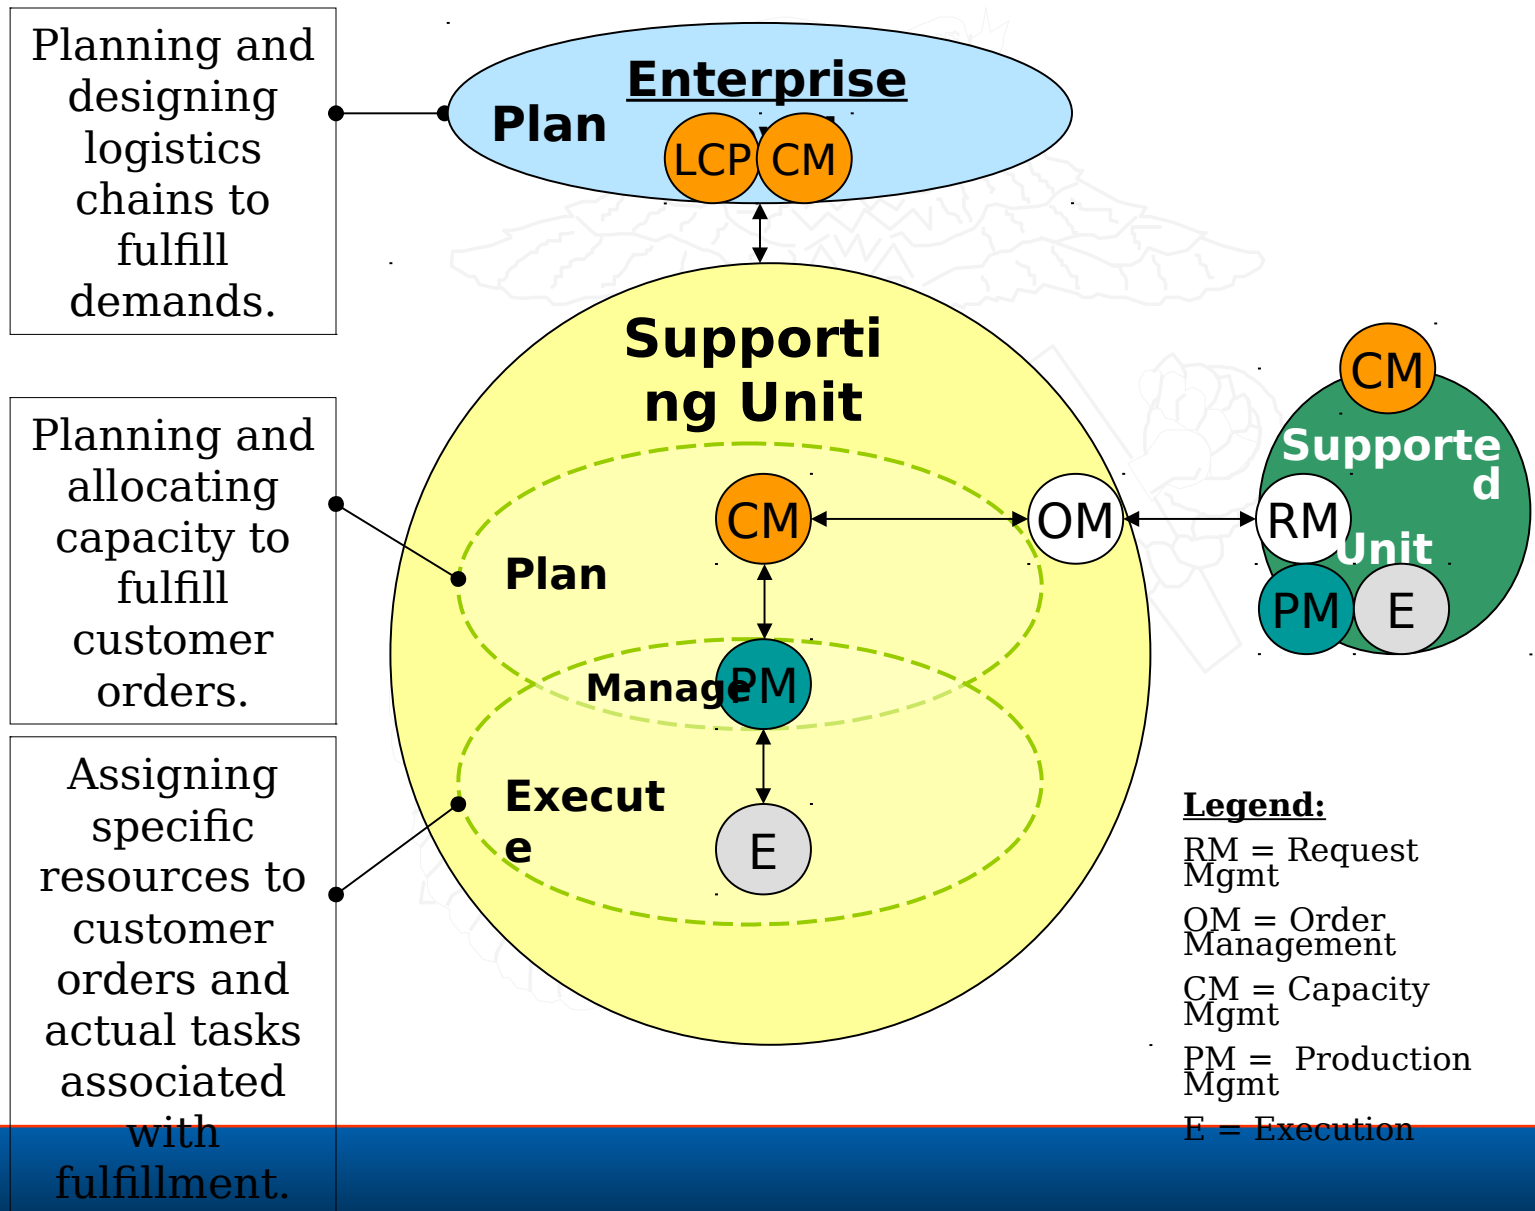 Planning and
designing
logistics
chains to
fulfill
demands.
Enterprise
Plan
LCP
CM
Supporti
ng Unit
Planning and
allocating
capacity to
fulfill
customer
orders.
CM
OM
Plan
Manage
PM
Execut
e
E
Assigning
specific
resources to
customer
orders and
actual tasks
associated
with
fulfillment.
CM
Supporte
d
RM
Unit
PM
E
Legend:
RM = Request
Mgmt
OM = Order
Management
CM = Capacity
Mgmt
PM =  Production
Mgmt
E = Execution